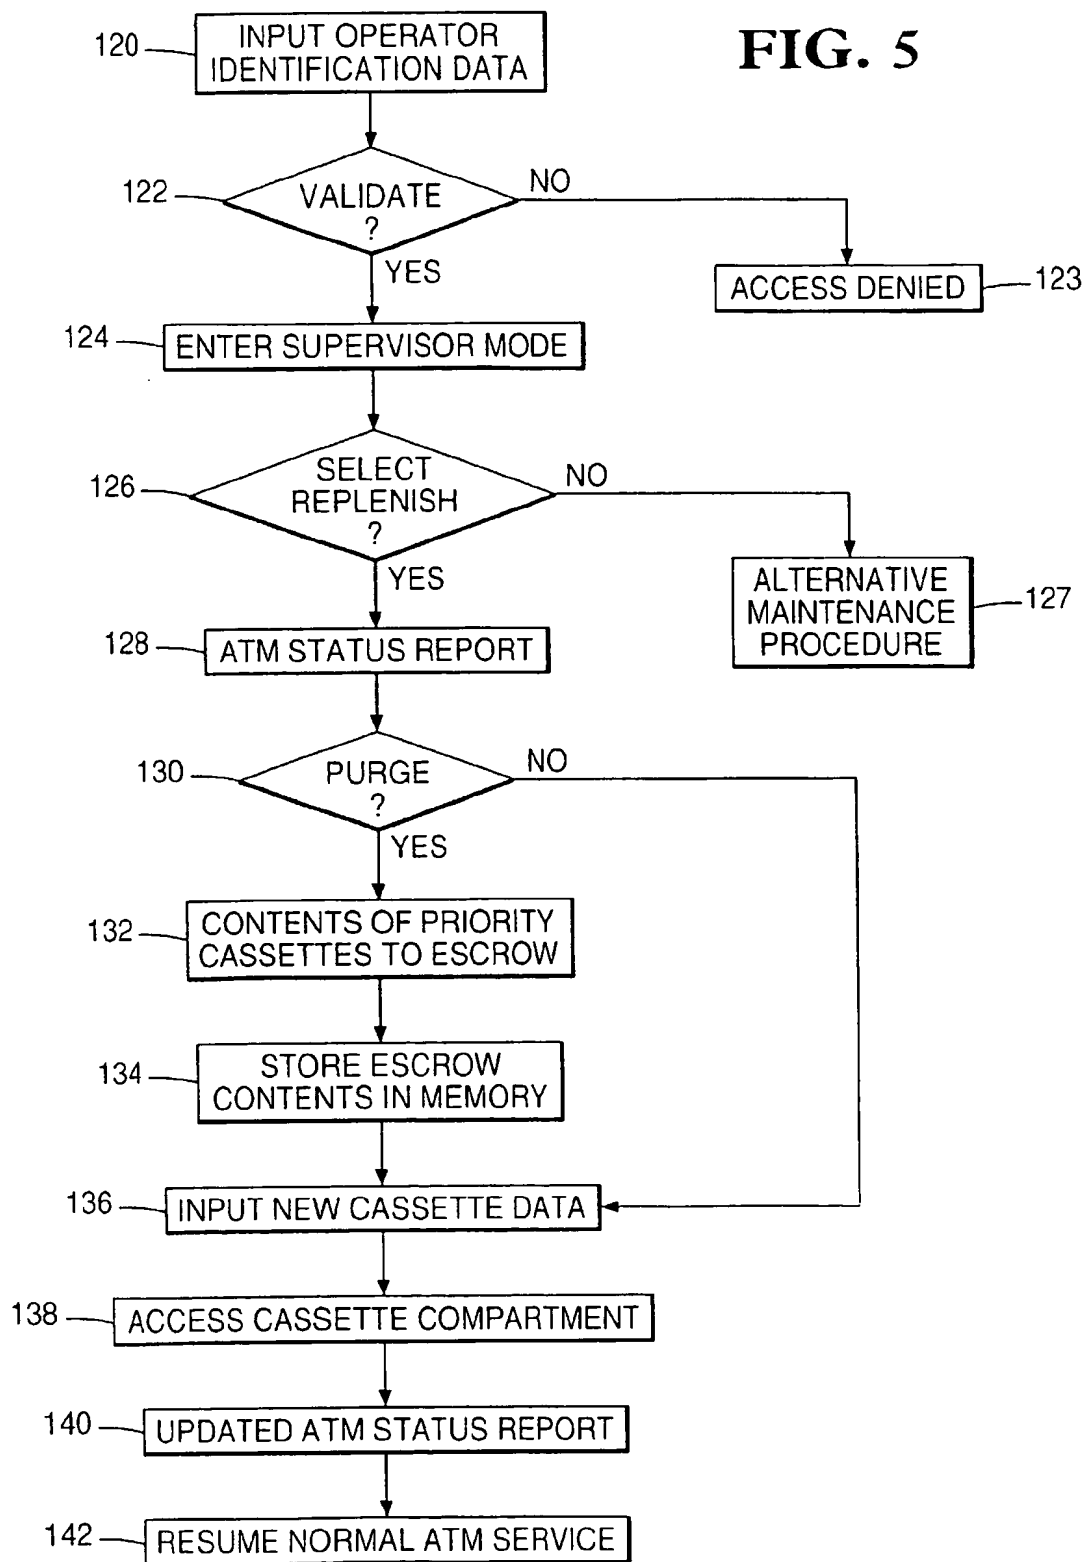 FIG. 5
120
INPUT OPERATOR
IDENTIFICATION DATA
122
VALIDATE
?
NO
YES
ACCESS DENIED
123
124
ENTER SUPERVISOR MODE
126
SELECT
REPLENISH
?
NO
YES
ALTERNATIVE
MAINTENANCE
PROCEDURE
127
128
ATM STATUS REPORT
130
PURGE
?
NO
YES
132
CONTENTS OF PRIORITY
CASSETTES TO ESCROW
134
STORE ESCROW
CONTENTS IN MEMORY
136
INPUT NEW CASSETTE DATA
138
ACCESS CASSETTE COMPARTMENT
140
UPDATED ATM STATUS REPORT
142
RESUME NORMAL ATM SERVICE